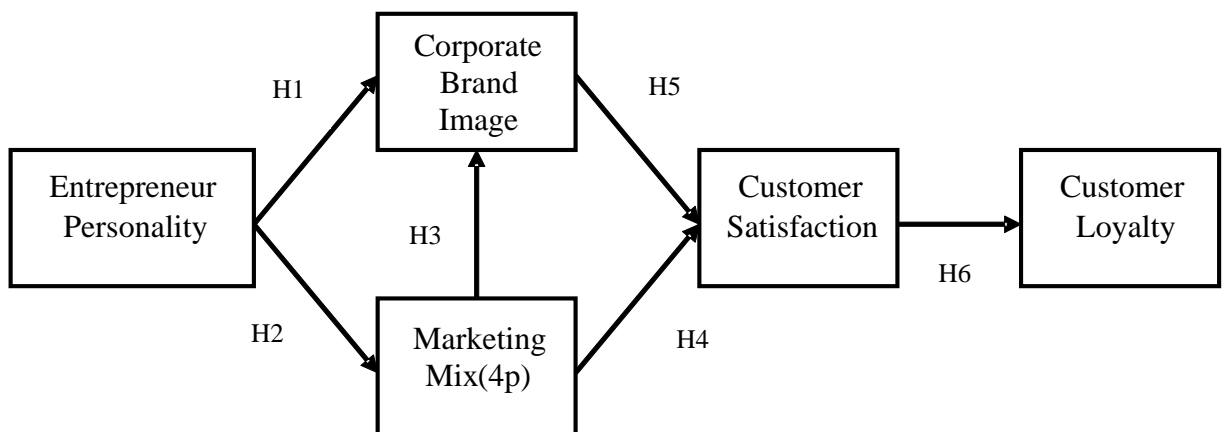 Corporate
Brand
Image
H1
H5
Entrepreneur
Personality
H3
Customer
Satisfaction
Customer
Loyalty
H6
H2
Marketing
Mix(4p)
H4